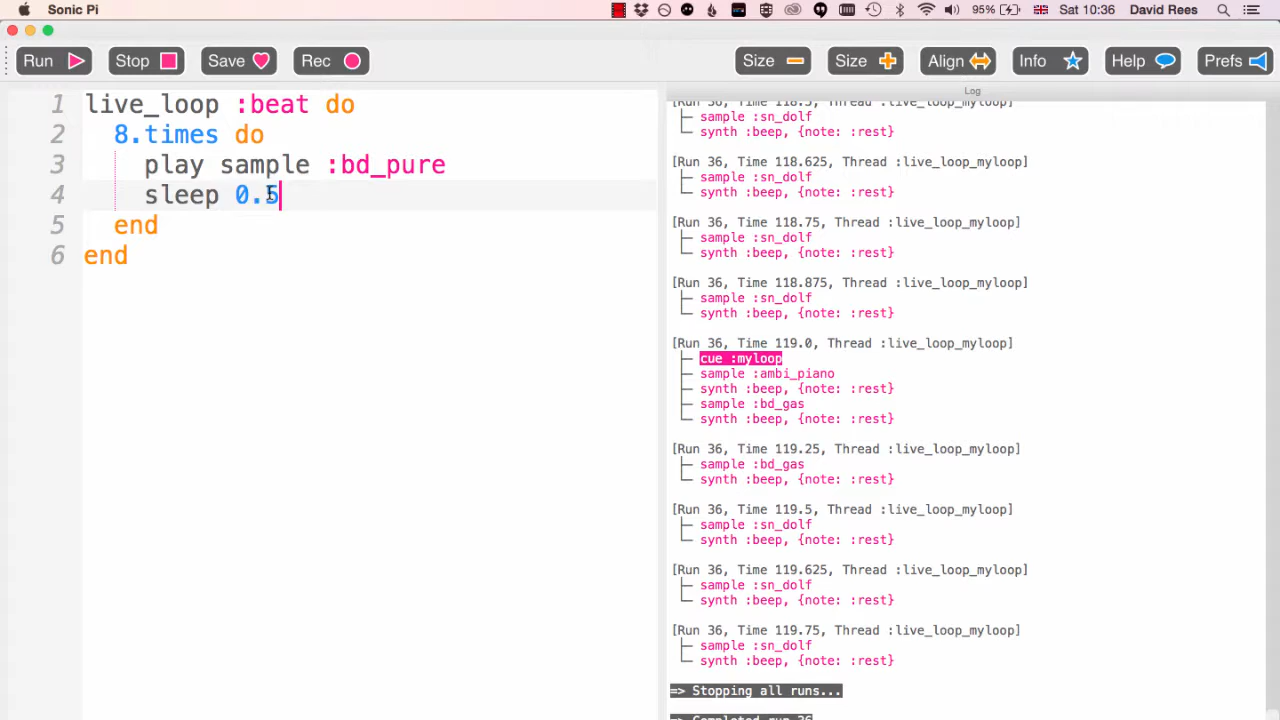 Sonic Pi
95%
Sat 10:36
David Rees
Run
Stop
Save
Rec
Size
Size
Align
Info
Help
Prefs
1 live_loop :beat do
2 8.times do
3 play sample :bd_pure
4 sleep 0.5
5 end
6 end
Log
[Run 36, Time 118.5, Thread :live_loop_myloop]
sample :sn_dolf
synth :beep, {note: :rest}
[Run 36, Time 118.625, Thread :live_loop_myloop]
sample :sn_dolf
synth :beep, {note: :rest}
[Run 36, Time 118.75, Thread :live_loop_myloop]
sample :sn_dolf
synth :beep, {note: :rest}
[Run 36, Time 118.875, Thread :live_loop_myloop]
sample :sn_dolf
synth :beep, {note: :rest}
[Run 36, Time 119.0, Thread :live_loop_myloop]
cue :myloop
sample :ambi_piano
synth :beep, {note: :rest}
sample :bd_gas
synth :beep, {note: :rest}
[Run 36, Time 119.25, Thread :live_loop_myloop]
sample :bd_gas
synth :beep, {note: :rest}
[Run 36, Time 119.5, Thread :live_loop_myloop]
sample :sn_dolf
synth :beep, {note: :rest}
[Run 36, Time 119.625, Thread :live_loop_myloop]
sample :sn_dolf
synth :beep, {note: :rest}
[Run 36, Time 119.75, Thread :live_loop_myloop]
sample :sn_dolf
synth :beep, {note: :rest}
=> Stopping all runs...
=> Completed run 36